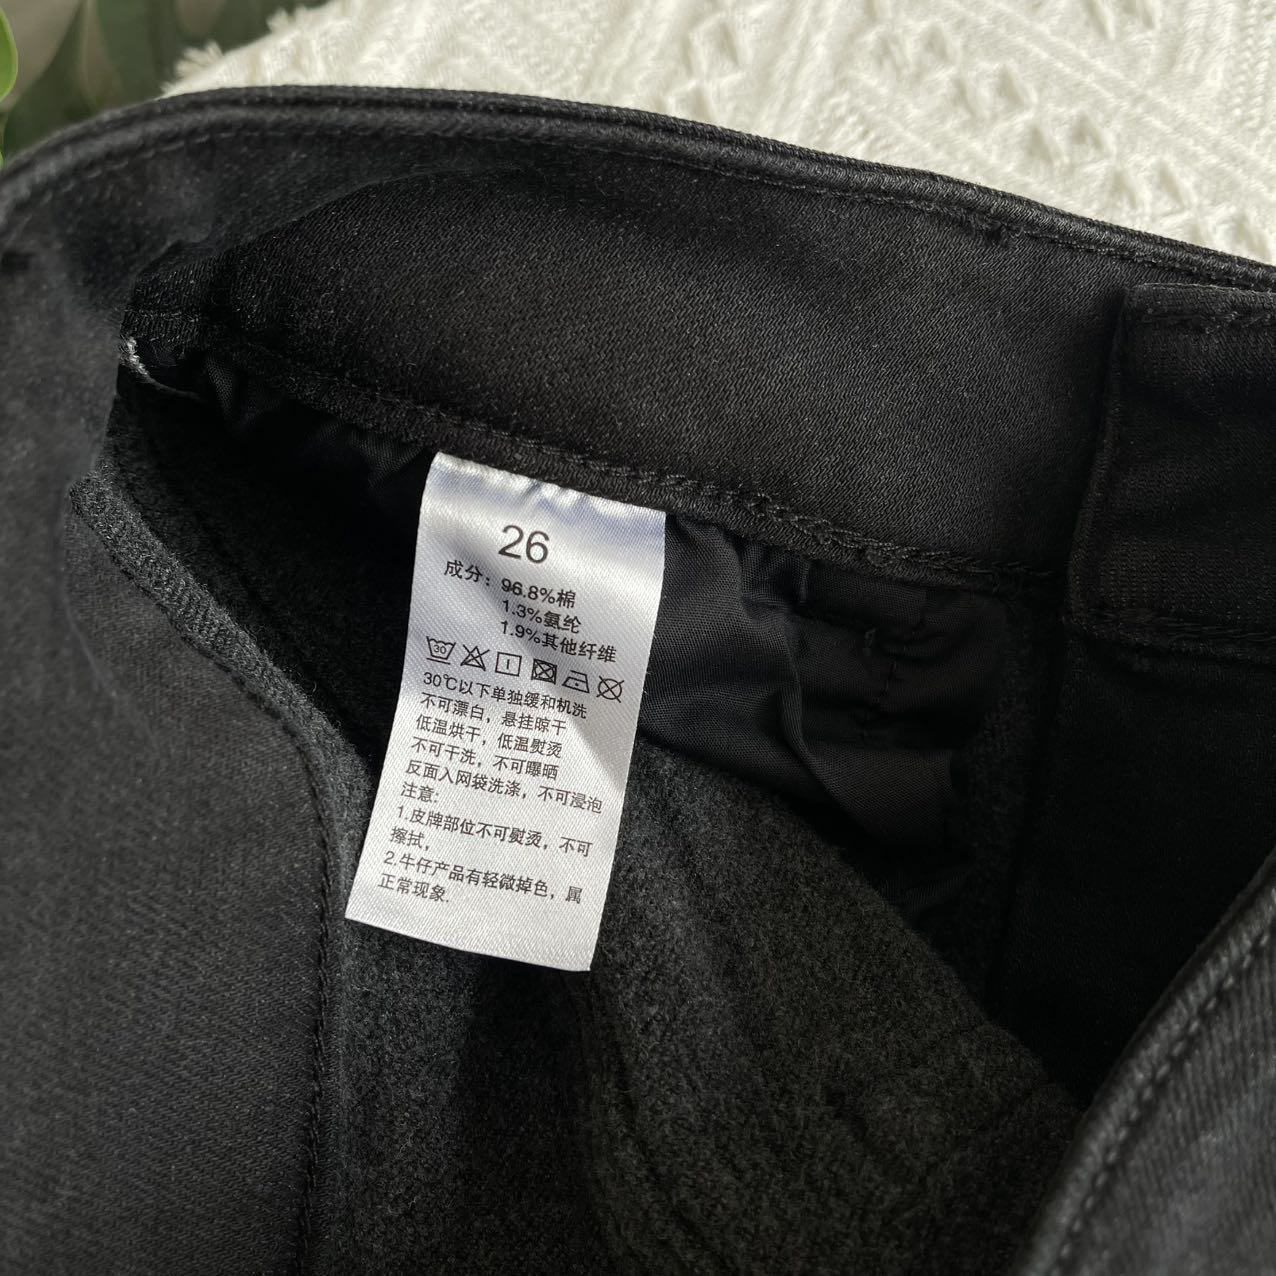 26
成分：96.8%棉
1.3%氨纶
1.9%其他纤维
30
30℃以下单独缓和机洗
不可漂白，悬挂晾干
低温烘干，低温熨烫
不可干洗，不可曝晒
反面入网袋洗涤，不可浸泡
注意：
1.皮牌部位不可熨烫，不可
擦拭，
2.牛仔产品有轻微掉色，属
正常现象.